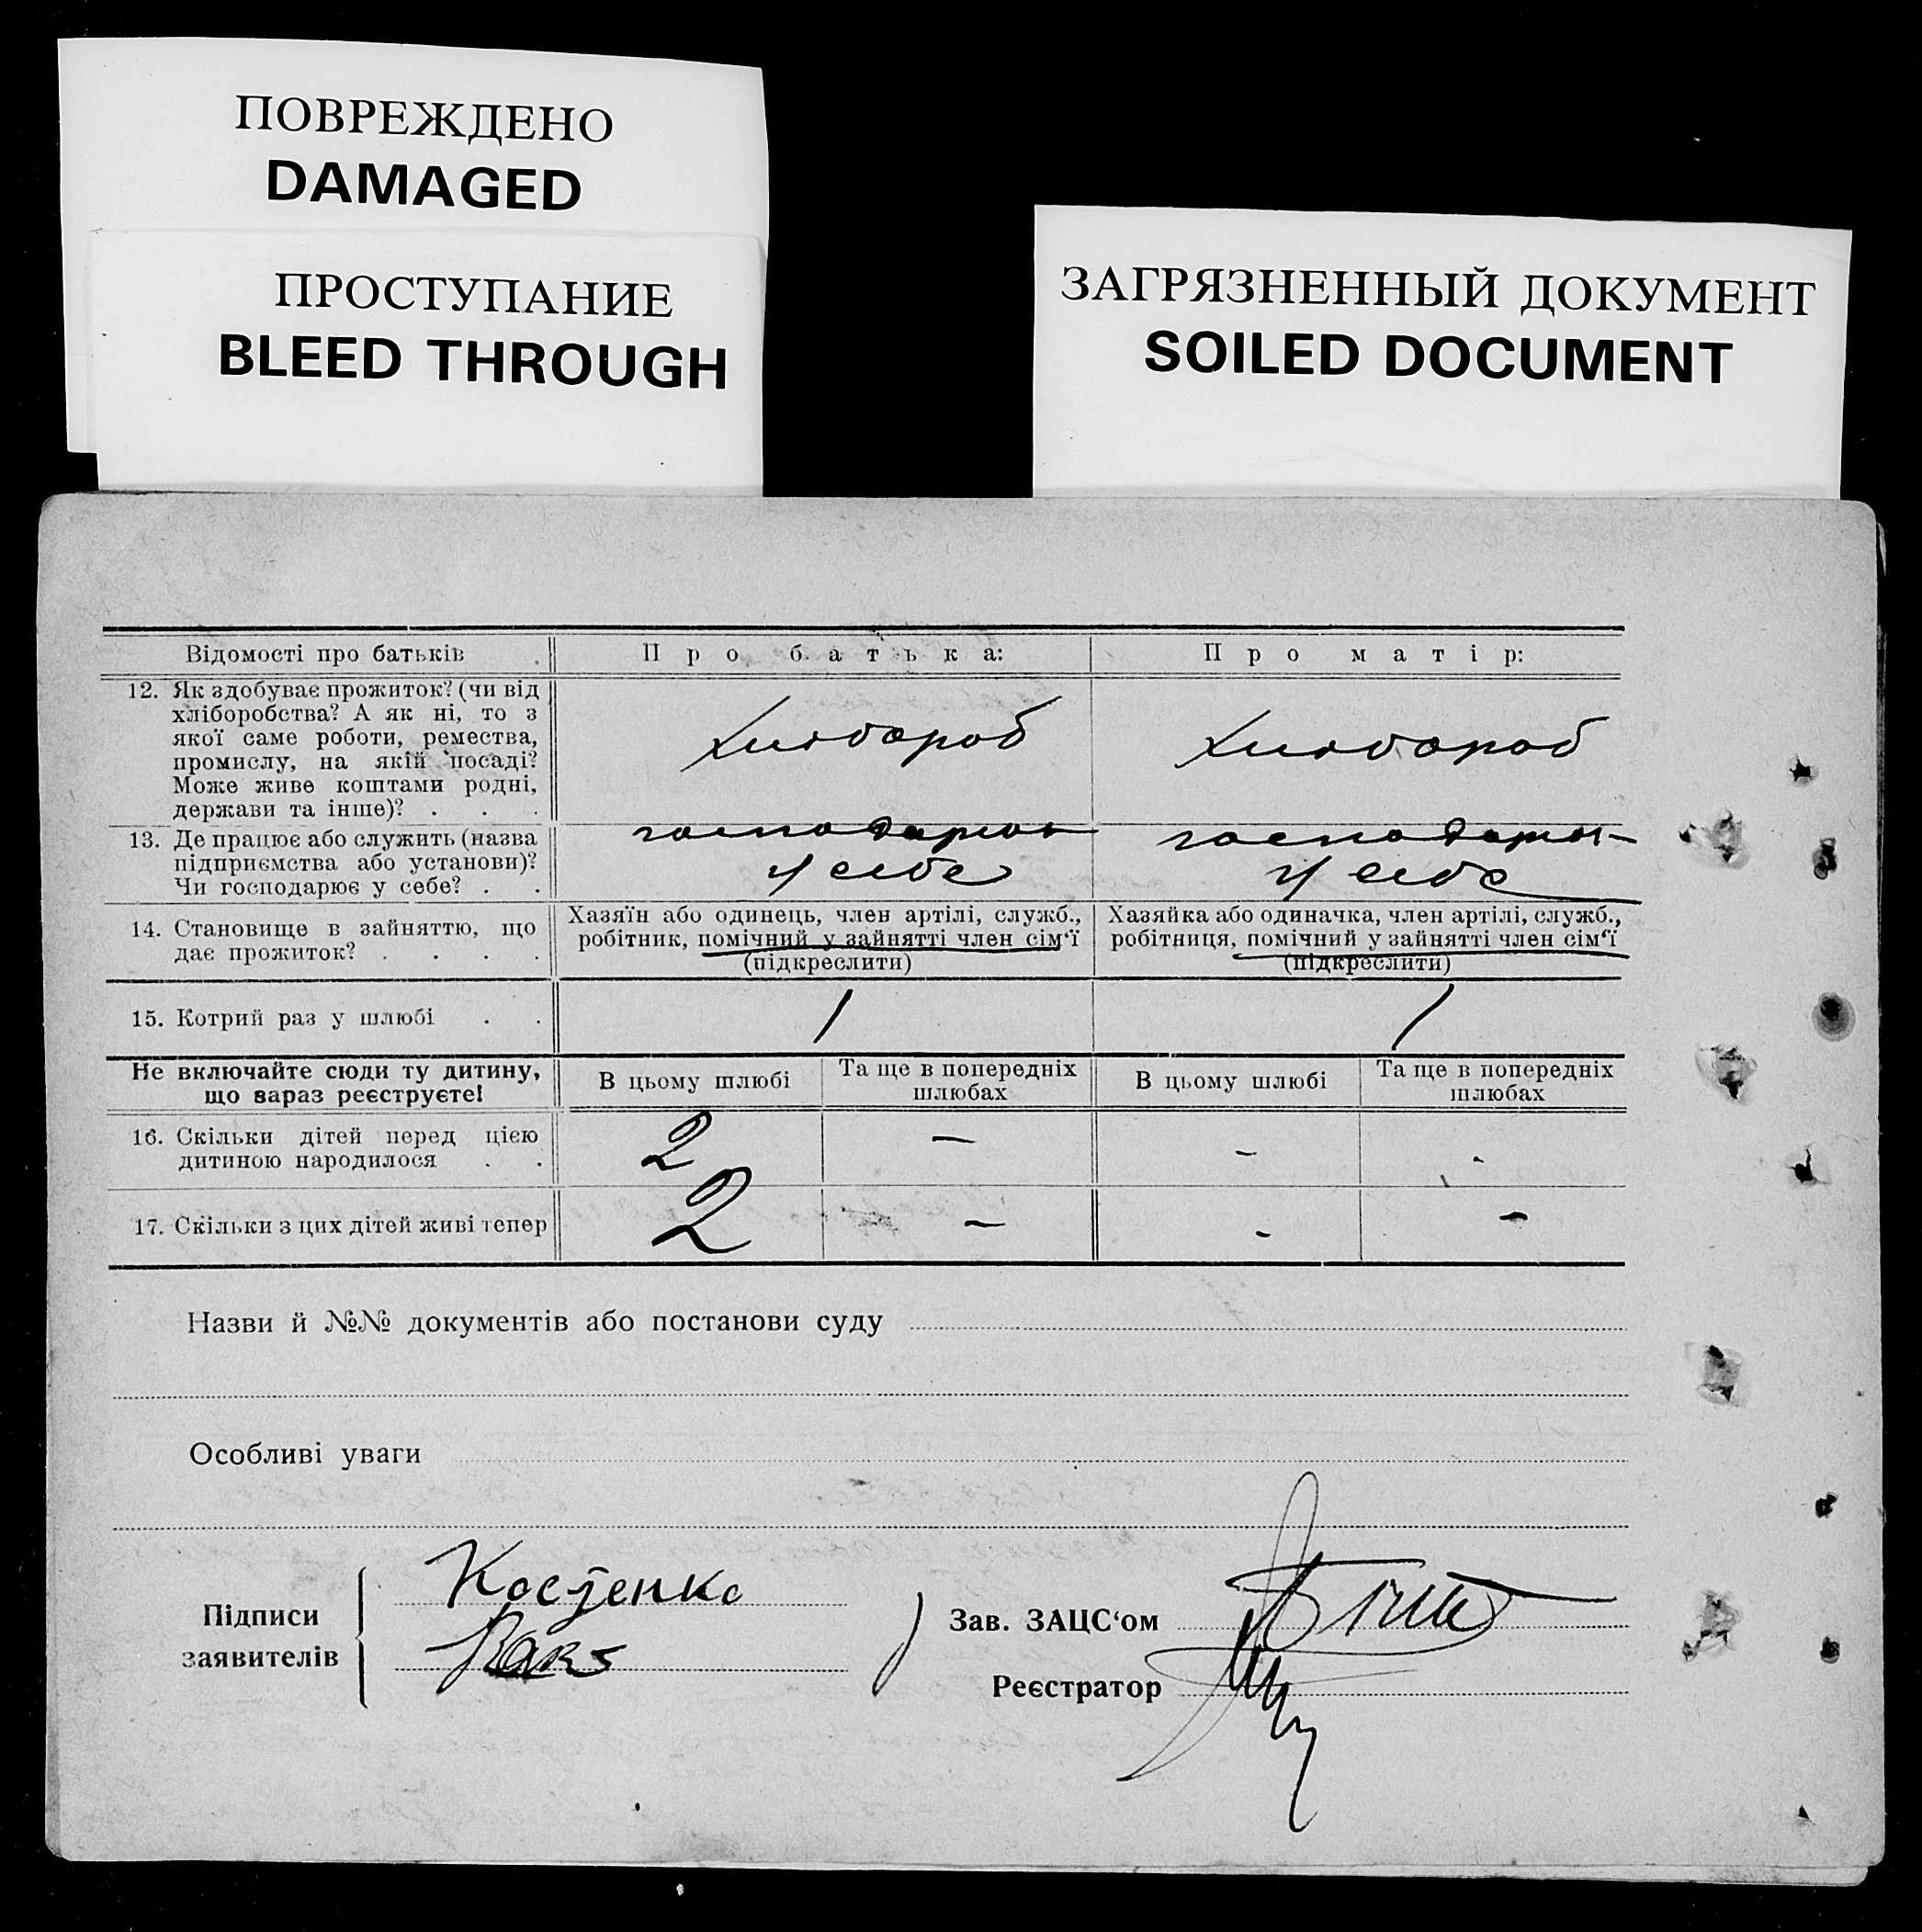 ПОВРЕЖДЕНО
DAMAGED
ПРОСТУПАНИЕ
BLEED THROUGH
ЗАГРЯЗНЕННЫЙ ДОКУМЕНТ
SOILED DOCUMENT
Відомості про батьків . Про батька: Про матір:
12. Як здобуває прожиток? (чи від
хліборобства? А як ні, то з
якої саме роботи, ремества,
промислу, на якій посаді?
Може живе коштами родні,
держави та інше)? . . .
Хлибороб Хлибороб
13. Де працює або служить (назва
підприємства або установи)?
Чи господарює у себе? . .
господарює господарює
у себе у себе
14. Становище в зайняттю, що
дає прожиток? . . . .
Хазяїн або одинець, член артілі, служб.,
робітник, помічний у зайнятті член сім'ї
(підкреслити)
Хазяйка або одиначка, член артілі, служб.,
робітниця, помічний у зайнятті член сім'ї
(підкреслити)
15. Котрий раз у шлюбі . . 1 1
Не включайте сюди ту дитину,
що зараз реєструєте!
В цьому шлюбі
Та ще в попередніх
шлюбах
В цьому шлюбі
Та ще в попередніх
шлюбах
16. Скільки дітей перед цією
дитиною народилося . .
2 — - -
17. Скільки з цих дітей живі тепер 2 — - -
Назви й №№ документів або постанови суду
Особливі уваги
Підписи
заявителів
Костенко
Зав. ЗАЦС'ом
Реєстратор